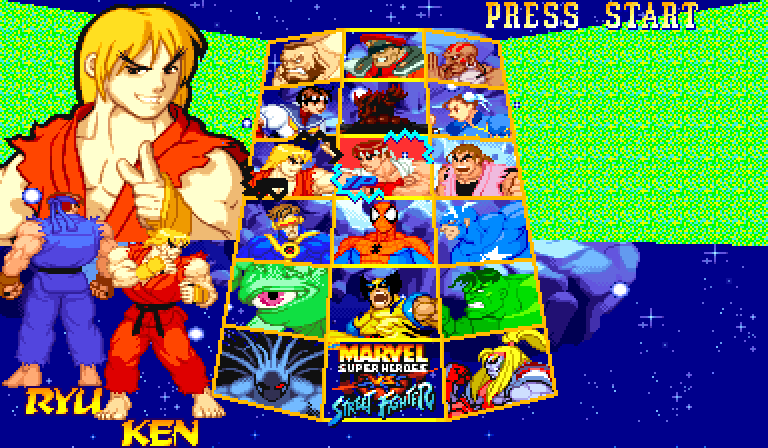 PRESS START
MARVEL
SUPER HEROES
VS
STREET FIGHTER
RYU
KEN